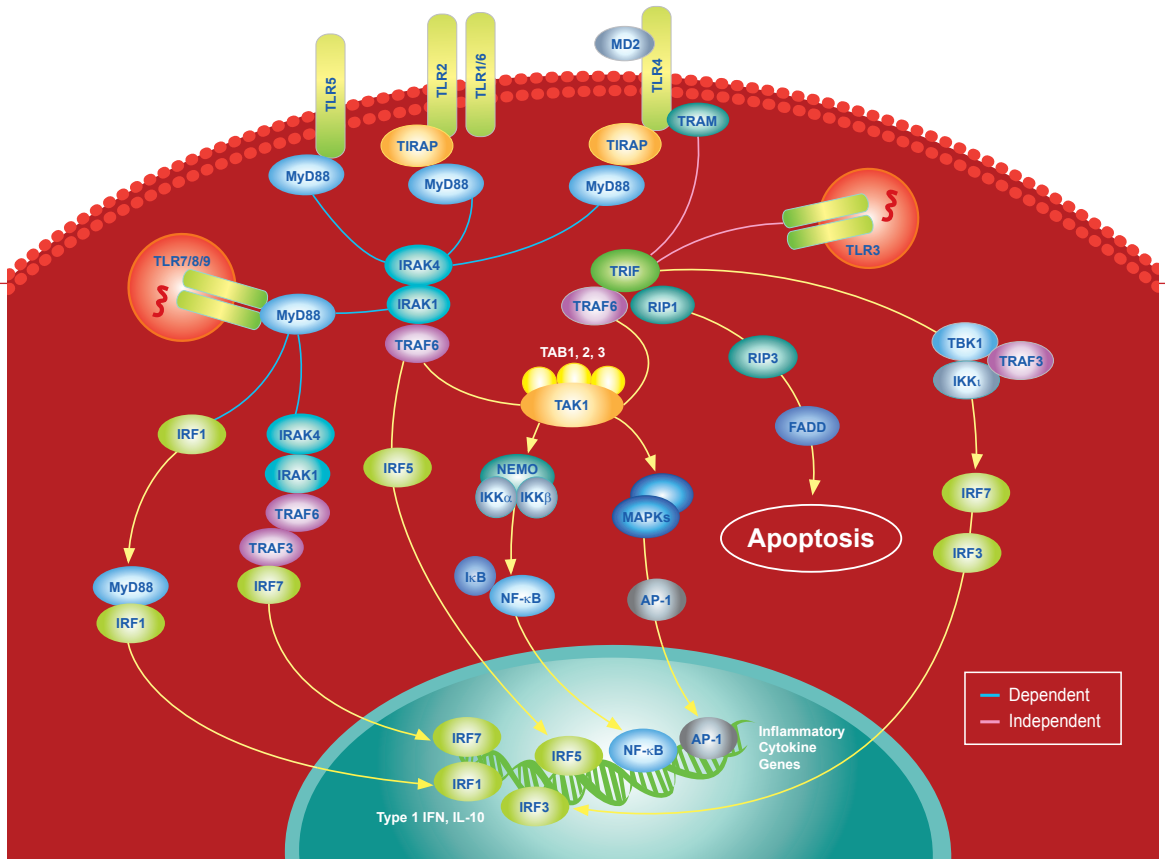 MD2
TLR5
TLR2
TLR1/6
TLR4
TRAM
TIRAP
TIRAP
MyD88
MyD88
MyD88
TLR3
TLR7/8/9
IRAK4
TRIF
IRAK1
TRAF6
RIP1
MyD88
TRAF6
TBK1
TRAF3
IKKι
TAB1, 2, 3
RIP3
TAK1
IRF1
IRAK4
FADD
IRF5
NEMO
IKKα
IKKβ
IRAK1
IRF7
TRAF6
MAPKs
Apoptosis
TRAF3
IRF3
MyD88
IRF7
IκB
NF-κB
AP-1
IRF1
Dependent
Independent
IRF7
IRF5
NF-κB
AP-1
Inflammatory
Cytokine
Genes
IRF1
IRF3
Type 1 IFN, IL-10